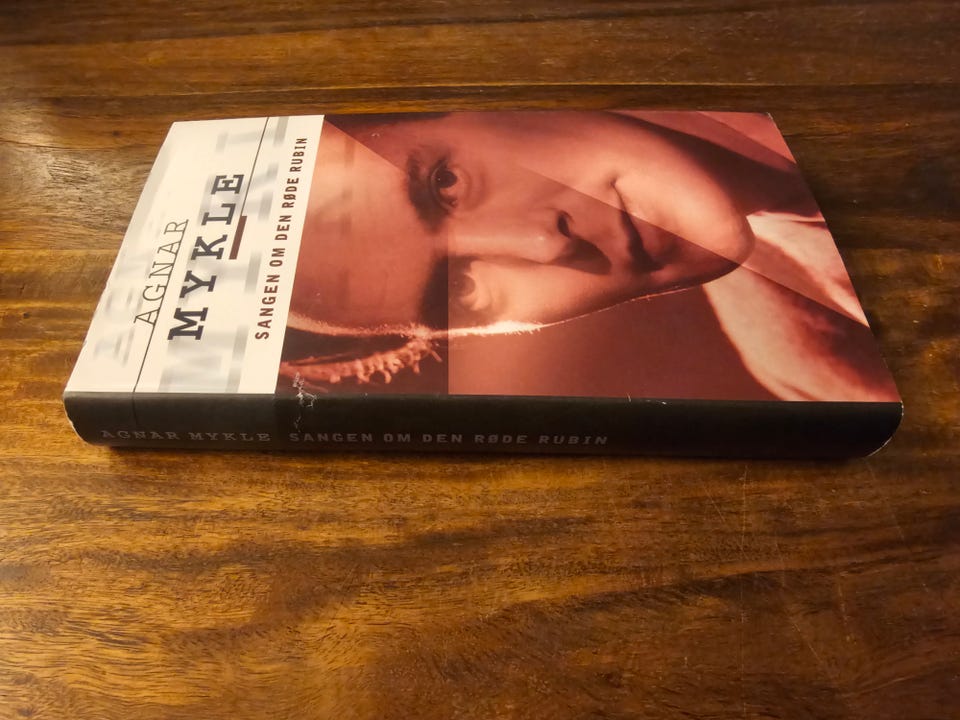 AGNAR
MYKLE
SANGEN OM DEN RØDE RUBIN
AGNAR MYKLE SANGEN OM DEN RØDE RUBIN